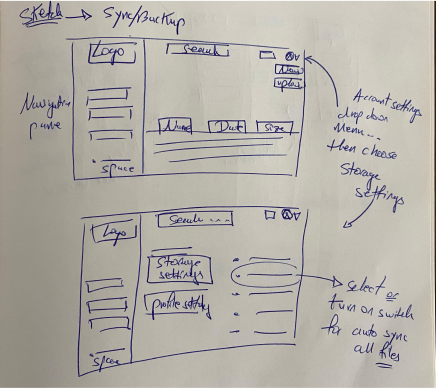 Sketch → Sync/Backup
Logo
Search
New
upload
Navigation
pane
Name
Date
Size
space
Account settings
drop down
Menu...
then choose
Storage
settings
Logo
Search ...
Storage
settings
profile setting
space
select or
turn on switch
for auto sync
all files